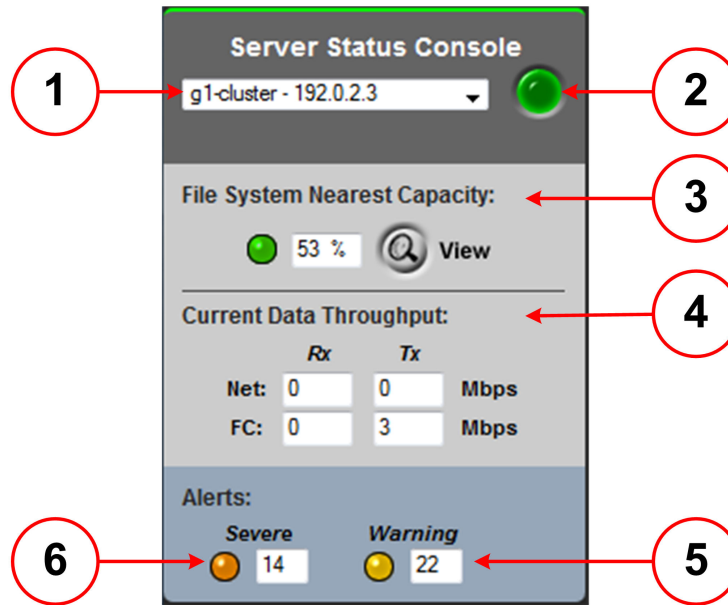 Server Status Console
1
g1-cluster - 192.0.2.3
2
File System Nearest Capacity:
3
53 %
View
4
Current Data Throughput:
Rx Tx
Net: 0 0 Mbps
FC: 0 3 Mbps
Alerts:
Severe Warning
6
14 22
5